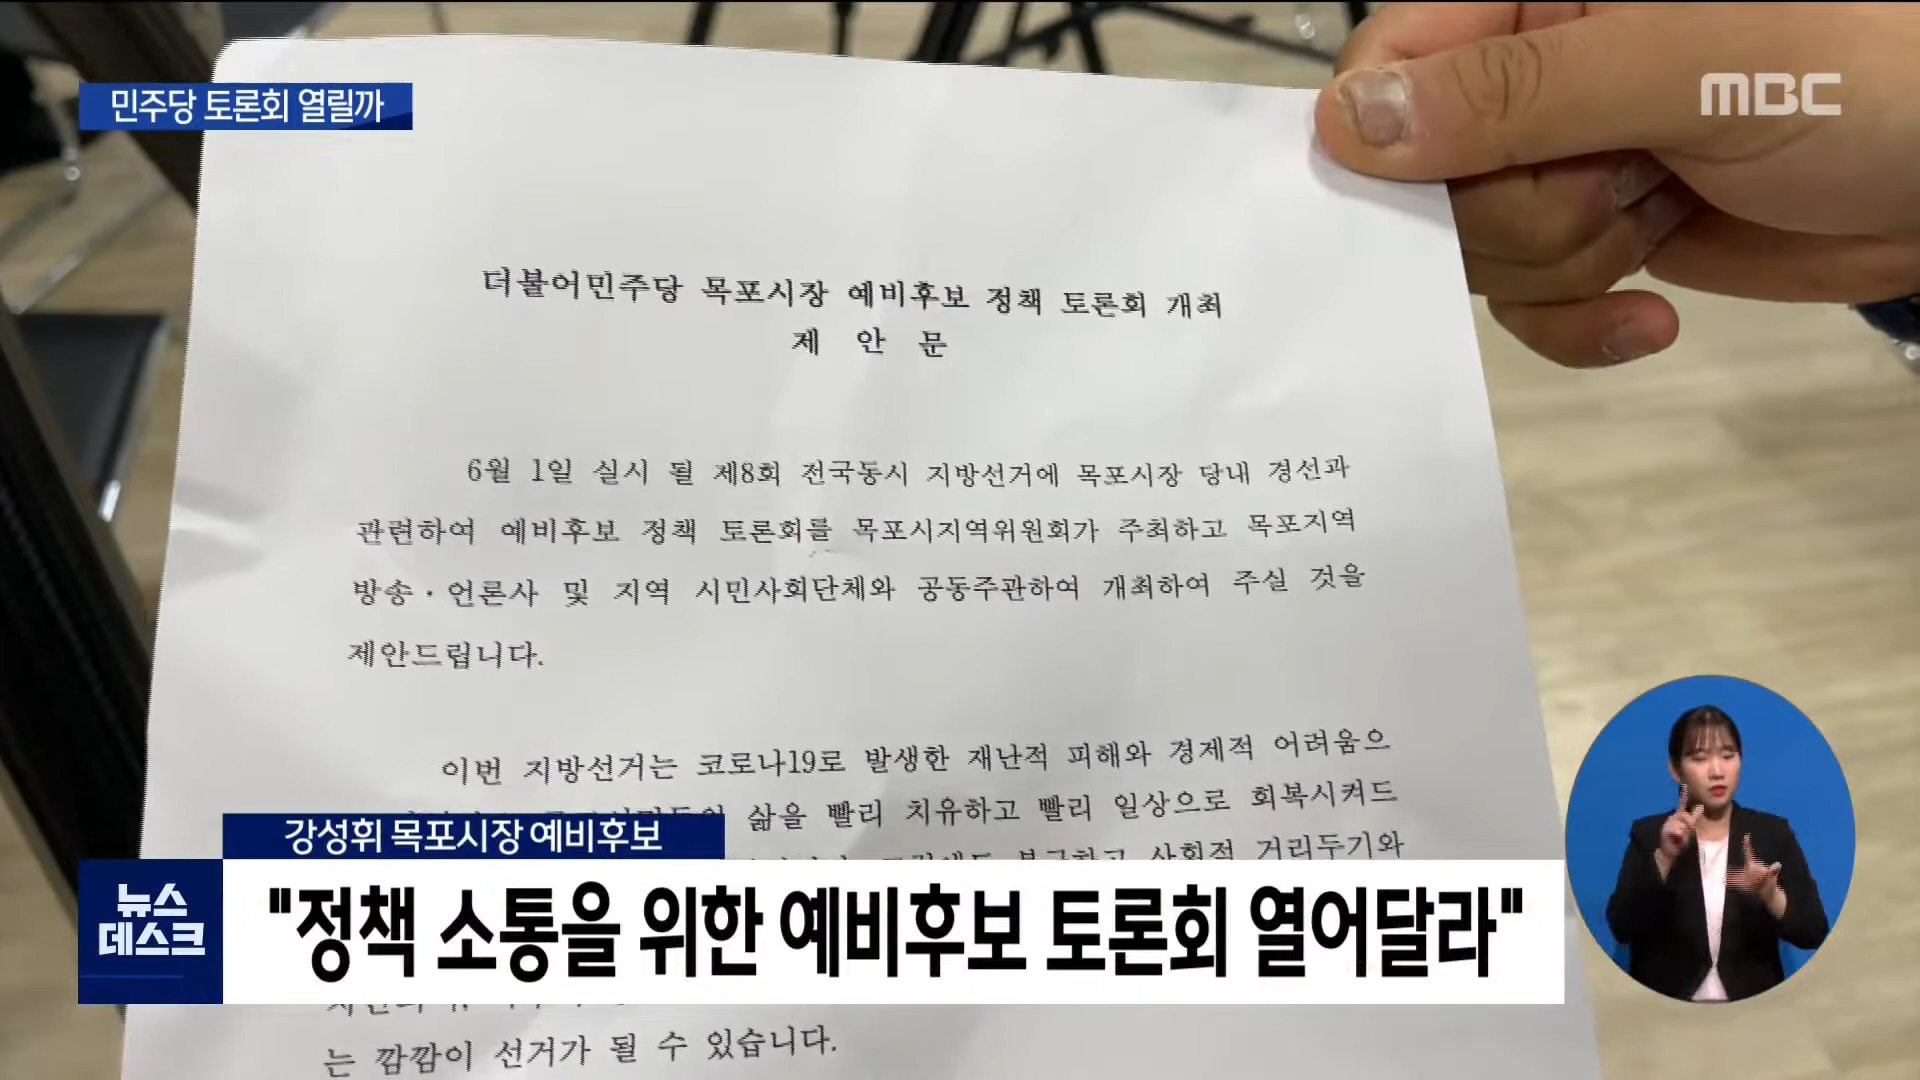 민주당 토론회 열릴까
MBC
더불어민주당 목포시장 예비후보 정책 토론회 개최
제 안 문
6월 1일 실시 될 제8회 전국동시 지방선거에 목포시장 당내 경선과
관련하여 예비후보 정책 토론회를 목포시지역위원회가 주최하고 목포지역
방송·언론사 및 지역 시민사회단체와 공동주관하여 개최하여 주실 것을
제안드립니다.
이번 지방선거는 코로나19로 발생한 재난적 피해와 경제적 어려움으
삶을 빨리 치유하고 빨리 일상으로 회복시켜드
사회적 거리두기와
강성휘 목포시장 예비후보
뉴스
데스크
"정책 소통을 위한 예비후보 토론회 열어달라"
는 깜깜이 선거가 될 수 있습니다.